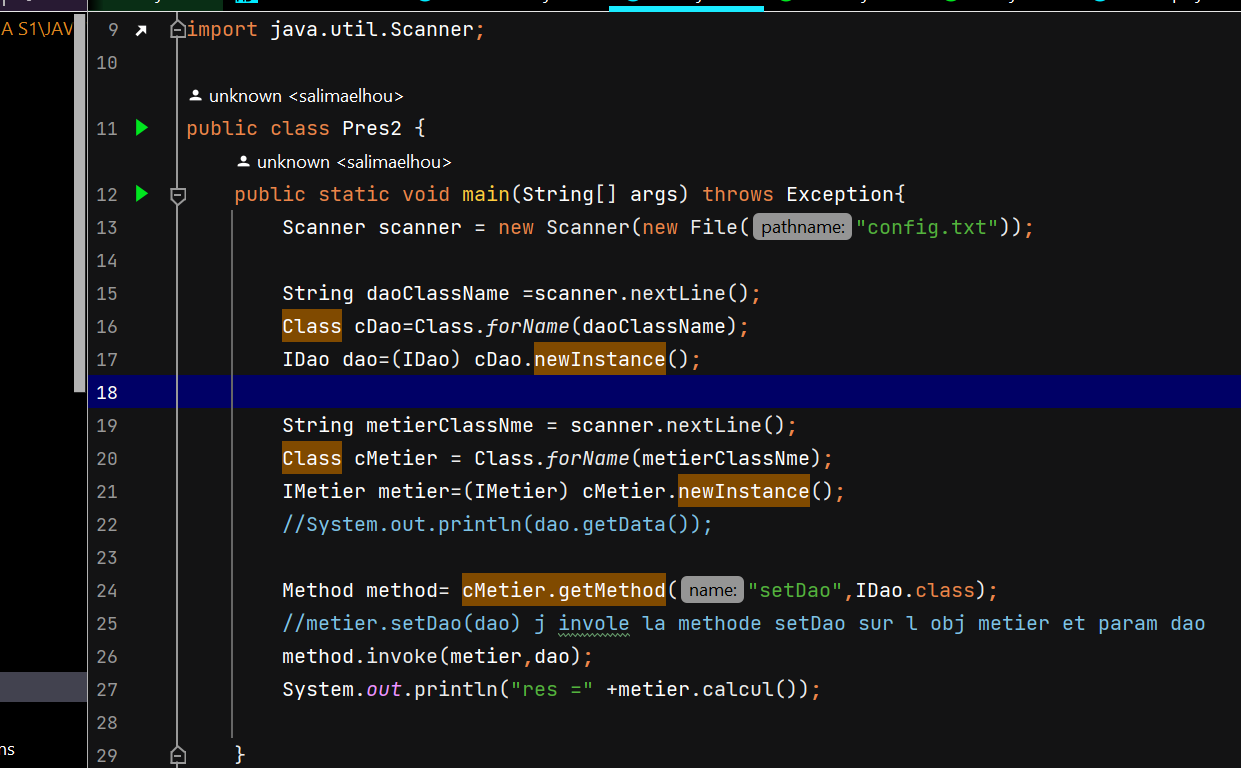 A S1\JAV
9 import java.util.Scanner;
10
unknown <salimaelhou>
11 public class Pres2 {
unknown <salimaelhou>
12 public static void main(String[] args) throws Exception{
13 Scanner scanner = new Scanner(new File( pathname: "config.txt"));
14
15 String daoClassName =scanner.nextLine();
16 Class cDao=Class.forName(daoClassName);
17 IDao dao=(IDao) cDao.newInstance();
18
19 String metierClassNme = scanner.nextLine();
20 Class cMetier = Class.forName(metierClassNme);
21 IMetier metier=(IMetier) cMetier.newInstance();
22 //System.out.println(dao.getData());
23
24 Method method= cMetier.getMethod( name: "setDao",IDao.class);
25 //metier.setDao(dao) j invole la methode setDao sur l obj metier et param dao
26 method.invoke(metier,dao);
27 System.out.println("res =" +metier.calcul());
28
ns
29 }